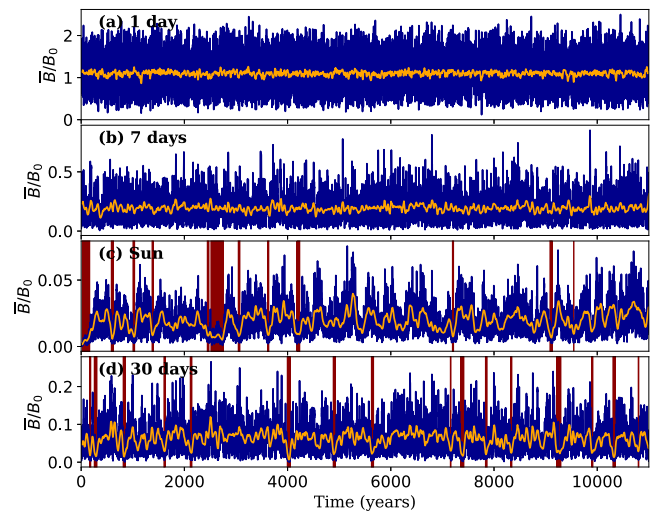 (a) 1 day
2
1
0
B̅/B₀
(b) 7 days
0.5
0.0
B̅/B₀
(c) Sun
0.05
0.00
B̅/B₀
(d) 30 days
0.2
0.1
0.0
B̅/B₀
0 2000 4000 6000 8000 10000
Time (years)